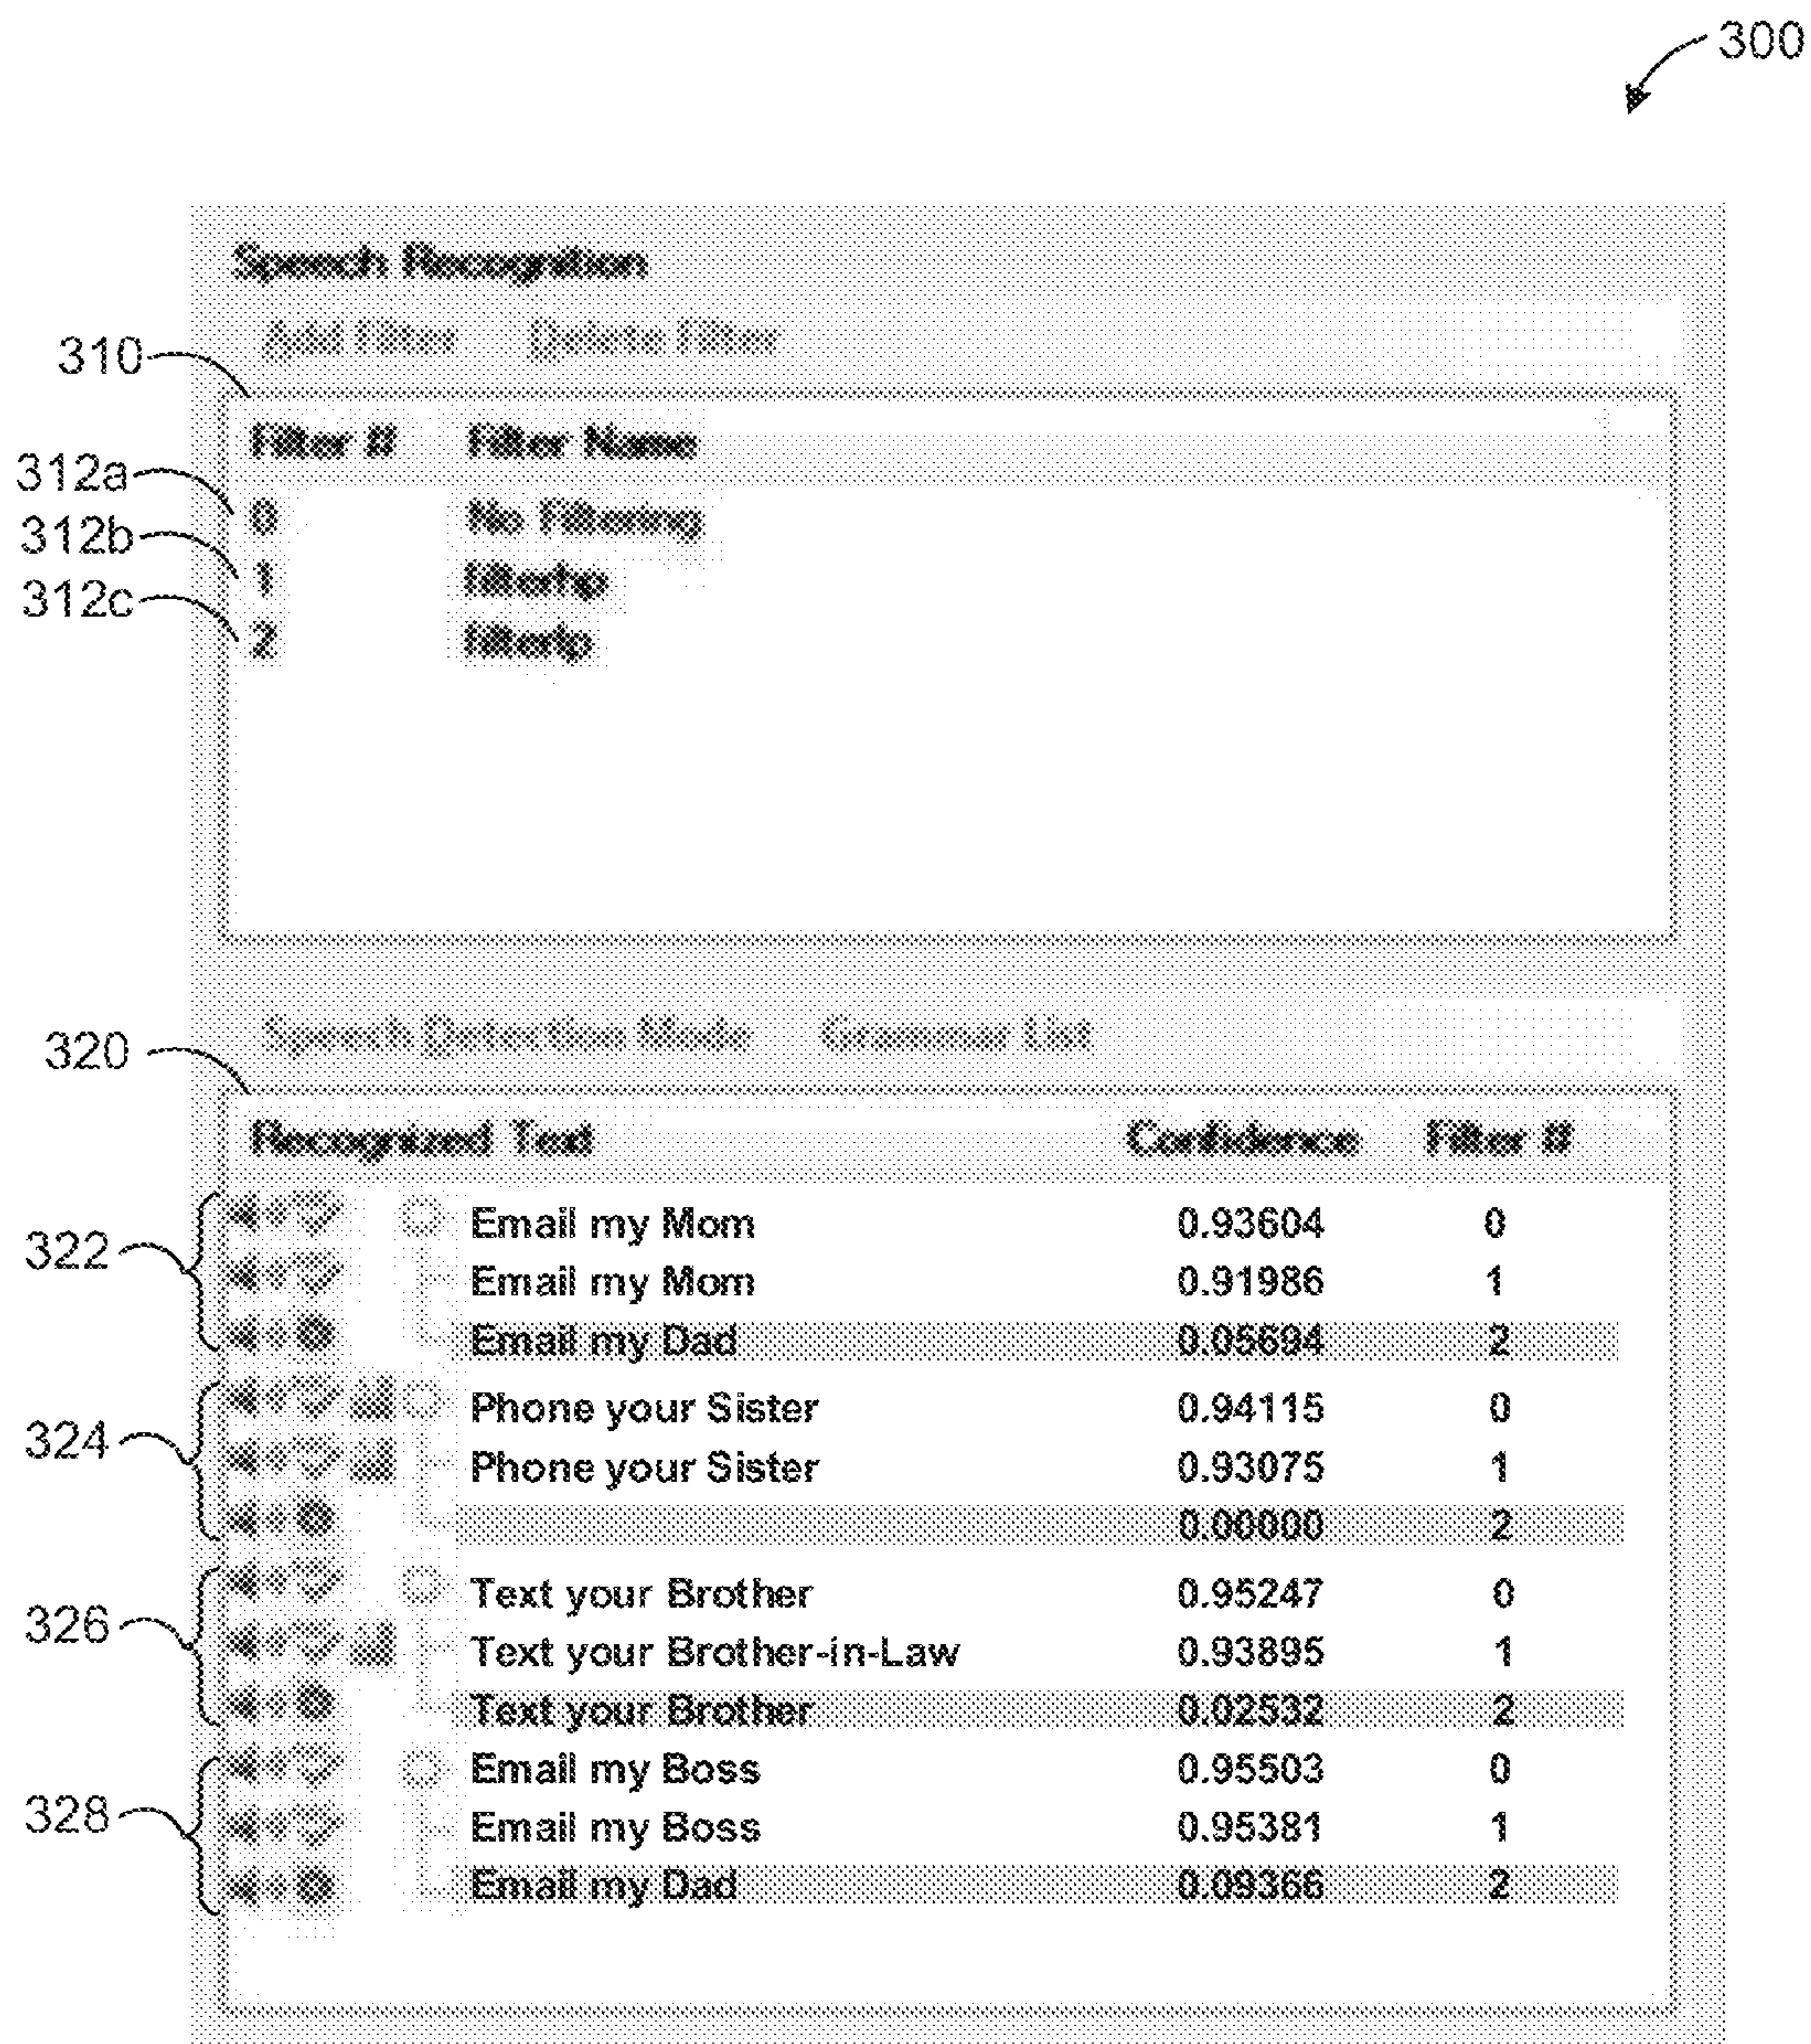 300
Speech Recognition
Add Filter Delete Filter
310
Filter # Filter Name
312a 0 No Filtering
312b 1 filterhp
312c 2 filterlp
Speech Detection Mode Grammar List
320
Recognized Text Confidence Filter #
322
Email my Mom 0.93604 0
Email my Mom 0.91986 1
Email my Dad 0.05694 2
324
Phone your Sister 0.94115 0
Phone your Sister 0.93075 1
0.00000 2
326
Text your Brother 0.95247 0
Text your Brother-in-Law 0.93895 1
Text your Brother 0.02532 2
328
Email my Boss 0.95503 0
Email my Boss 0.95381 1
Email my Dad 0.09366 2